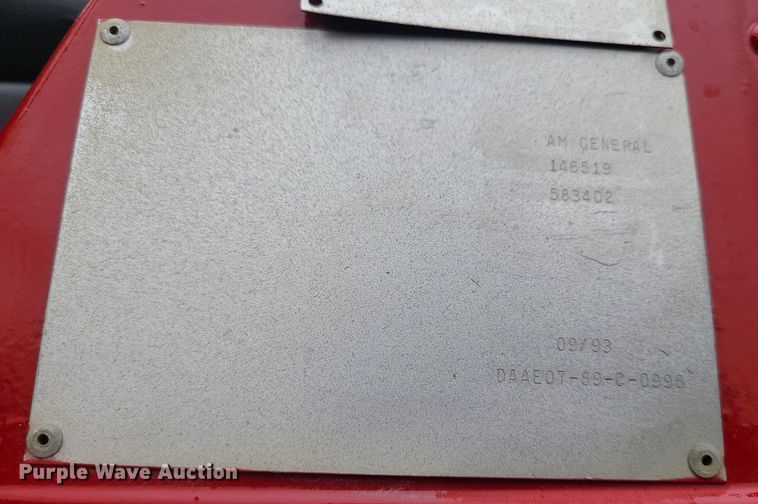 AM GENERAL
146519
583402
09/93
DAAE07-89-C-0998
Purple Wave Auction